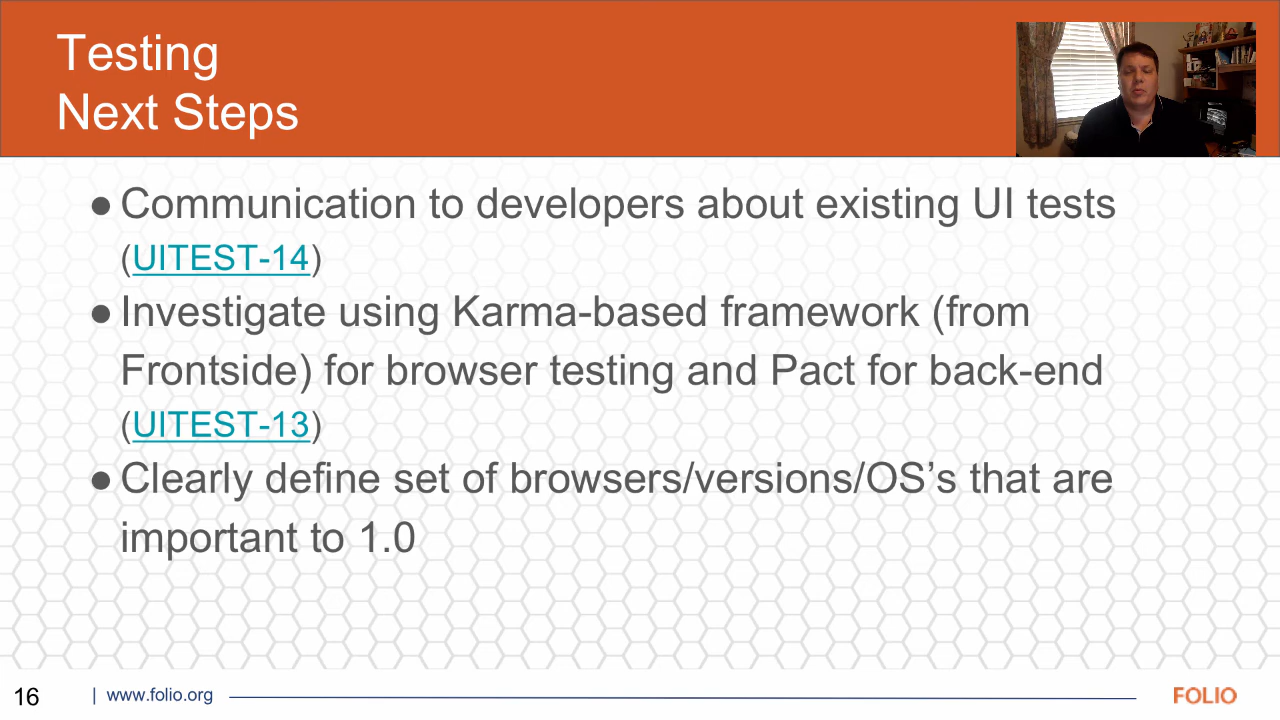 Testing
Next Steps
● Communication to developers about existing UI tests
(UITEST-14)
● Investigate using Karma-based framework (from
Frontside) for browser testing and Pact for back-end
(UITEST-13)
● Clearly define set of browsers/versions/OS’s that are
important to 1.0
16 | www.folio.org FOLIO